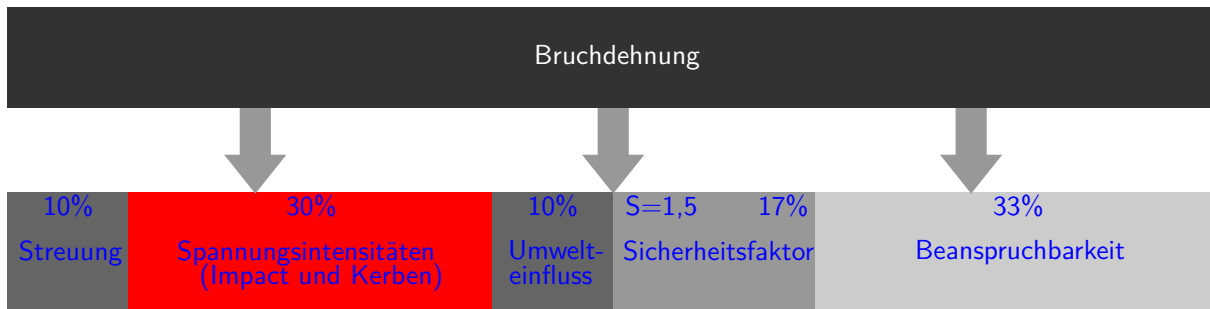 Bruchdehnung
10% 30% 10% S=1,5 17% 33%
Streuung
Spannungsintensitäten
(Impact und Kerben)
Umwelt-
einfluss
Sicherheitsfaktor
Beanspruchbarkeit